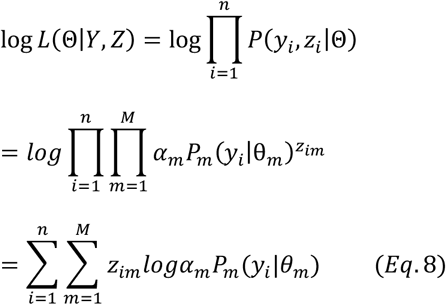 log L(Θ|Y, Z) = log ∏_{i=1}^{n} P(y_i, z_i|Θ)
= log ∏_{i=1}^{n} ∏_{m=1}^{M} α_m P_m(y_i|θ_m)^{z_{im}}
= ∑_{i=1}^{n} ∑_{m=1}^{M} z_{im} log α_m P_m(y_i|θ_m) (Eq. 8)